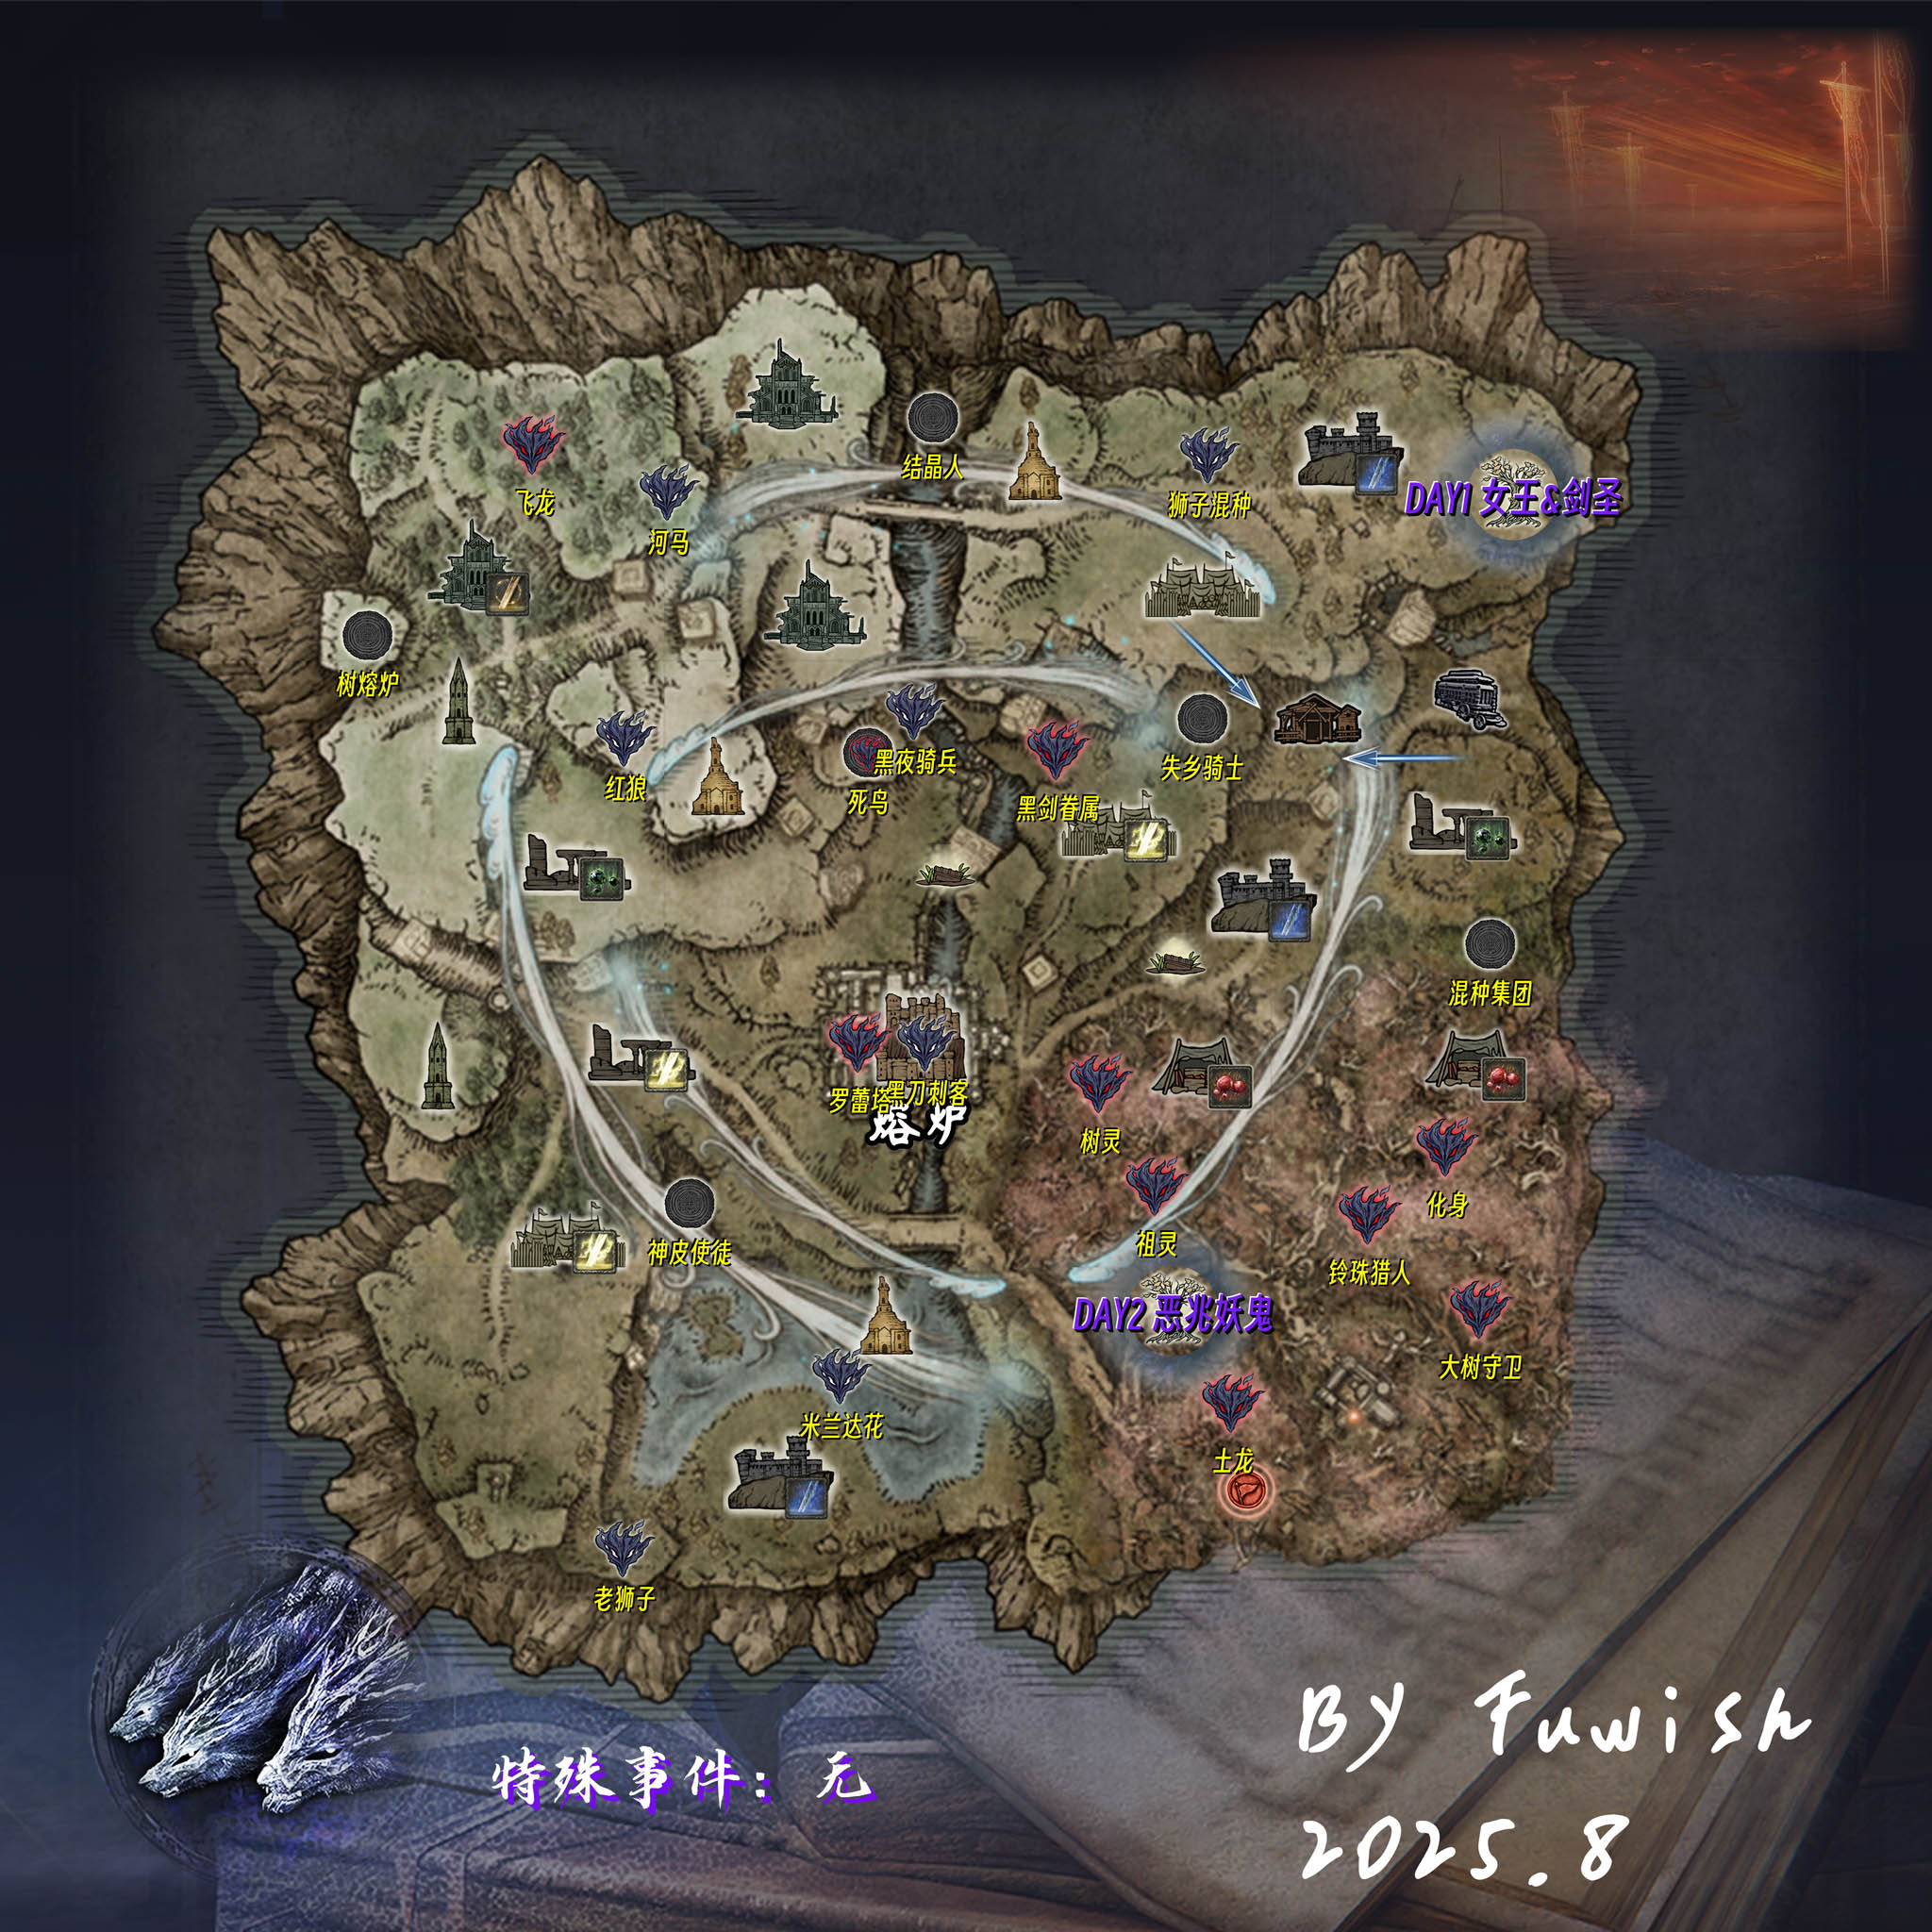 结晶人
飞龙
狮子混种
DAY1 女王&剑圣
河马
树熔炉
黑夜骑兵
失乡骑士
红狼
死鸟
黑剑眷属
混种集团
罗蕾塔
黑刀刺客
熔炉
树灵
化身
祖灵
神皮使徒
铃珠猎人
DAY2 恶兆妖鬼
大树守卫
米兰达花
土龙
老狮子
By Fuwish
特殊事件：无
2025.8